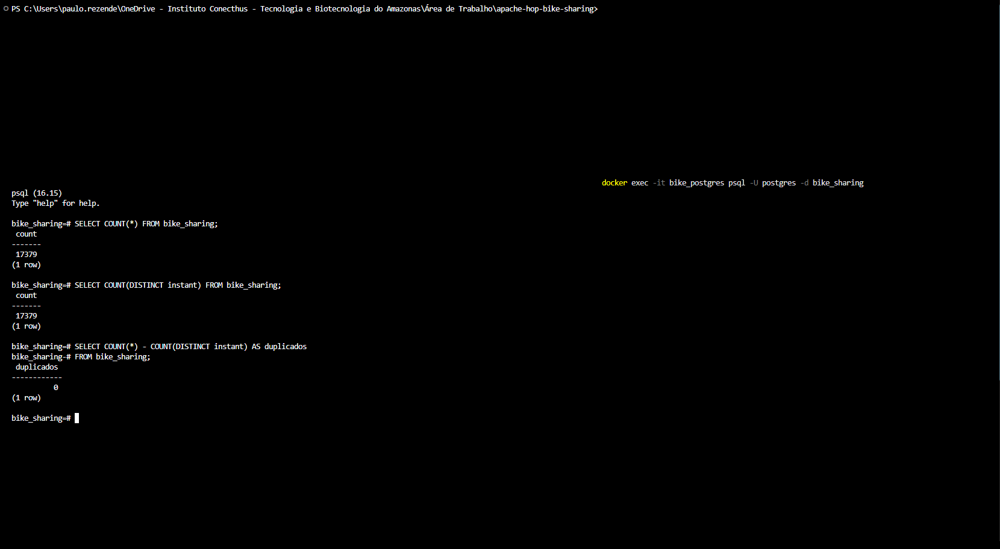 PS C:\Users\paulo.rezende\OneDrive - Instituto Conecthus - Tecnologia e Biotecnologia do Amazonas\Área de Trabalho\apache-hop-bike-sharing>
docker exec -it bike_postgres psql -U postgres -d bike_sharing
psql (16.15)
Type "help" for help.
bike_sharing=# SELECT COUNT(*) FROM bike_sharing;
count
-------
17379
(1 row)
bike_sharing=# SELECT COUNT(DISTINCT instant) FROM bike_sharing;
count
-------
17379
(1 row)
bike_sharing=# SELECT COUNT(*) - COUNT(DISTINCT instant) AS duplicados
bike_sharing-# FROM bike_sharing;
duplicados
------------
0
(1 row)
bike_sharing=#